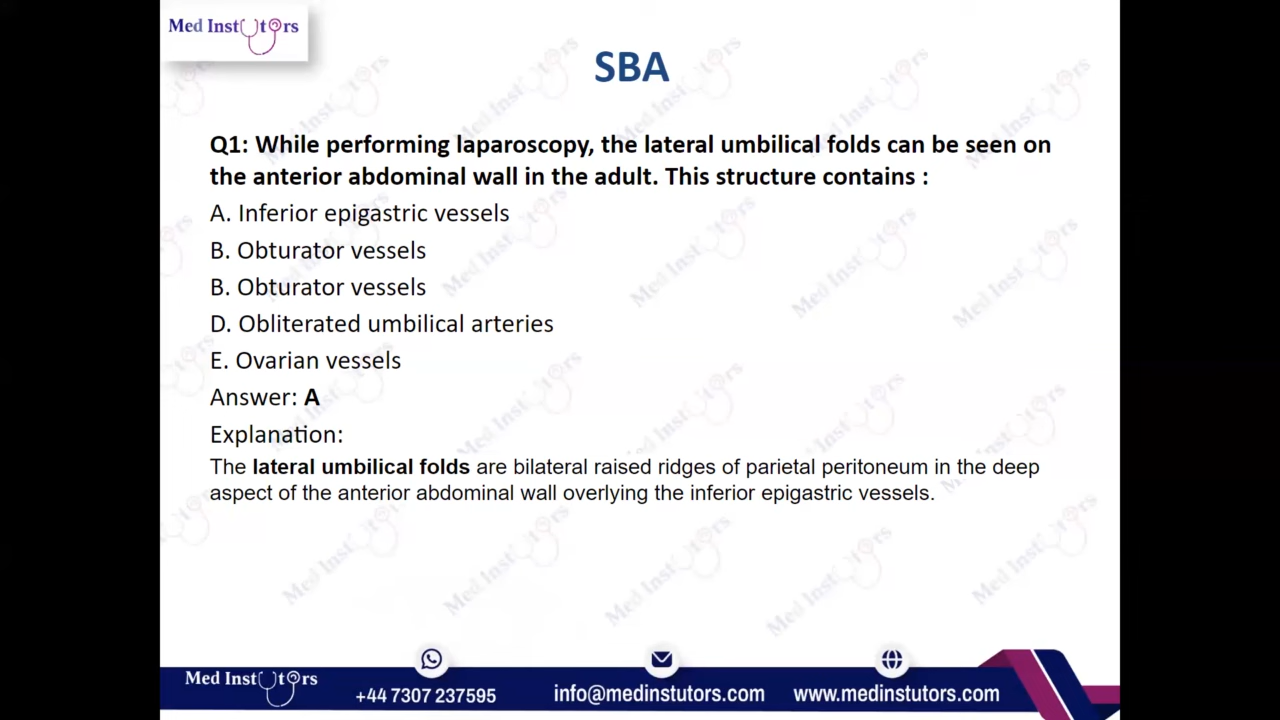 Med Instutors
SBA
Q1: While performing laparoscopy, the lateral umbilical folds can be seen on
the anterior abdominal wall in the adult. This structure contains :
A. Inferior epigastric vessels
B. Obturator vessels
B. Obturator vessels
D. Obliterated umbilical arteries
E. Ovarian vessels
Answer: A
Explanation:
The lateral umbilical folds are bilateral raised ridges of parietal peritoneum in the deep
aspect of the anterior abdominal wall overlying the inferior epigastric vessels.
Med Instutors
+44 7307 237595
info@medinstutors.com
www.medinstutors.com